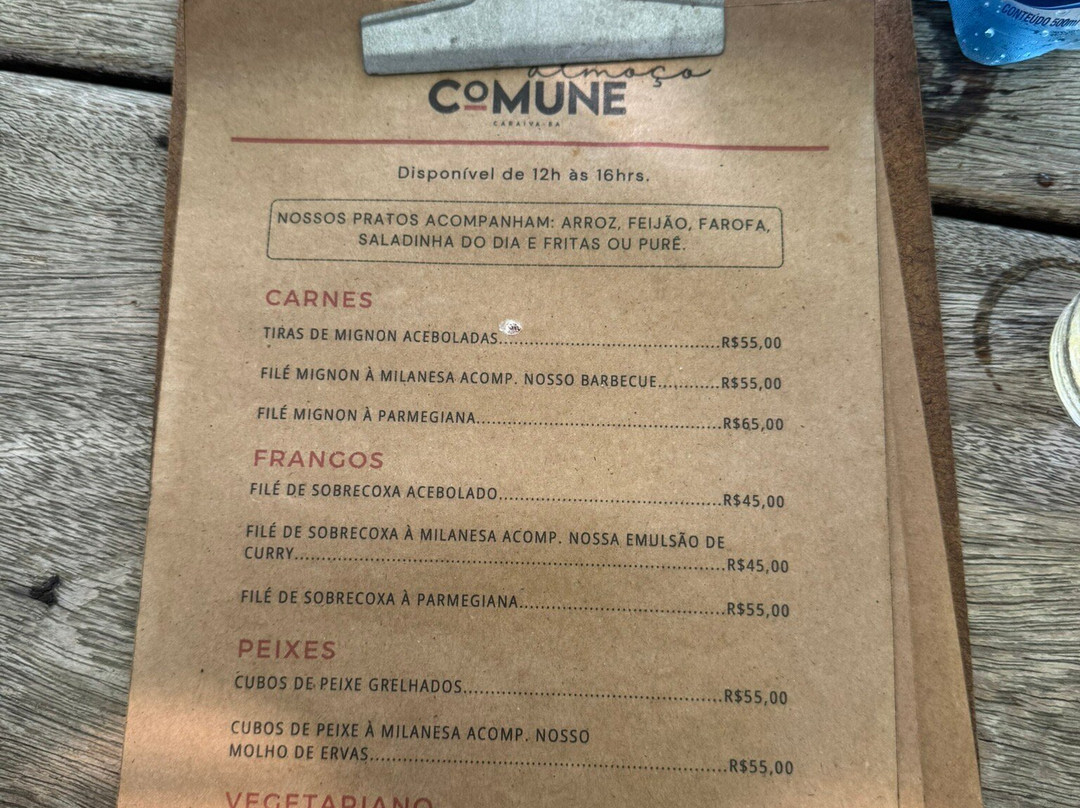 CONTEÚDO 500ml
almoço
COMUNE
CARAÍVA-BA
Disponível de 12h às 16hrs.
NOSSOS PRATOS ACOMPANHAM: ARROZ, FEIJÃO, FAROFA,
SALADINHA DO DIA E FRITAS OU PURÊ.
CARNES
TIRAS DE MIGNON ACEBOLADAS........................................R$55,00
FILÉ MIGNON À MILANESA ACOMP. NOSSO BARBECUE...........R$55,00
FILÉ MIGNON À PARMEGIANA............................................R$65,00
FRANGOS
FILÉ DE SOBRECOXA ACEBOLADO........................................R$45,00
FILÉ DE SOBRECOXA À MILANESA ACOMP. NOSSA EMULSÃO DE
CURRY..............................................................................R$45,00
FILÉ DE SOBRECOXA À PARMEGIANA.....................................R$55,00
PEIXES
CUBOS DE PEIXE GRELHADOS...............................................R$55,00
CUBOS DE PEIXE À MILANESA ACOMP. NOSSO
MOLHO DE ERVAS................................................................R$55,00
VEGETARIANO